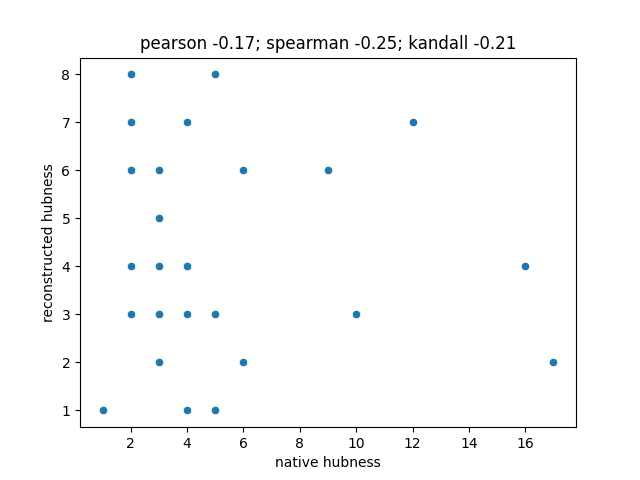 pearson -0.17; spearman -0.25; kandall -0.21
8
7
6
5
4
3
2
1
reconstructed hubness
2 4 6 8 10 12 14 16
native hubness